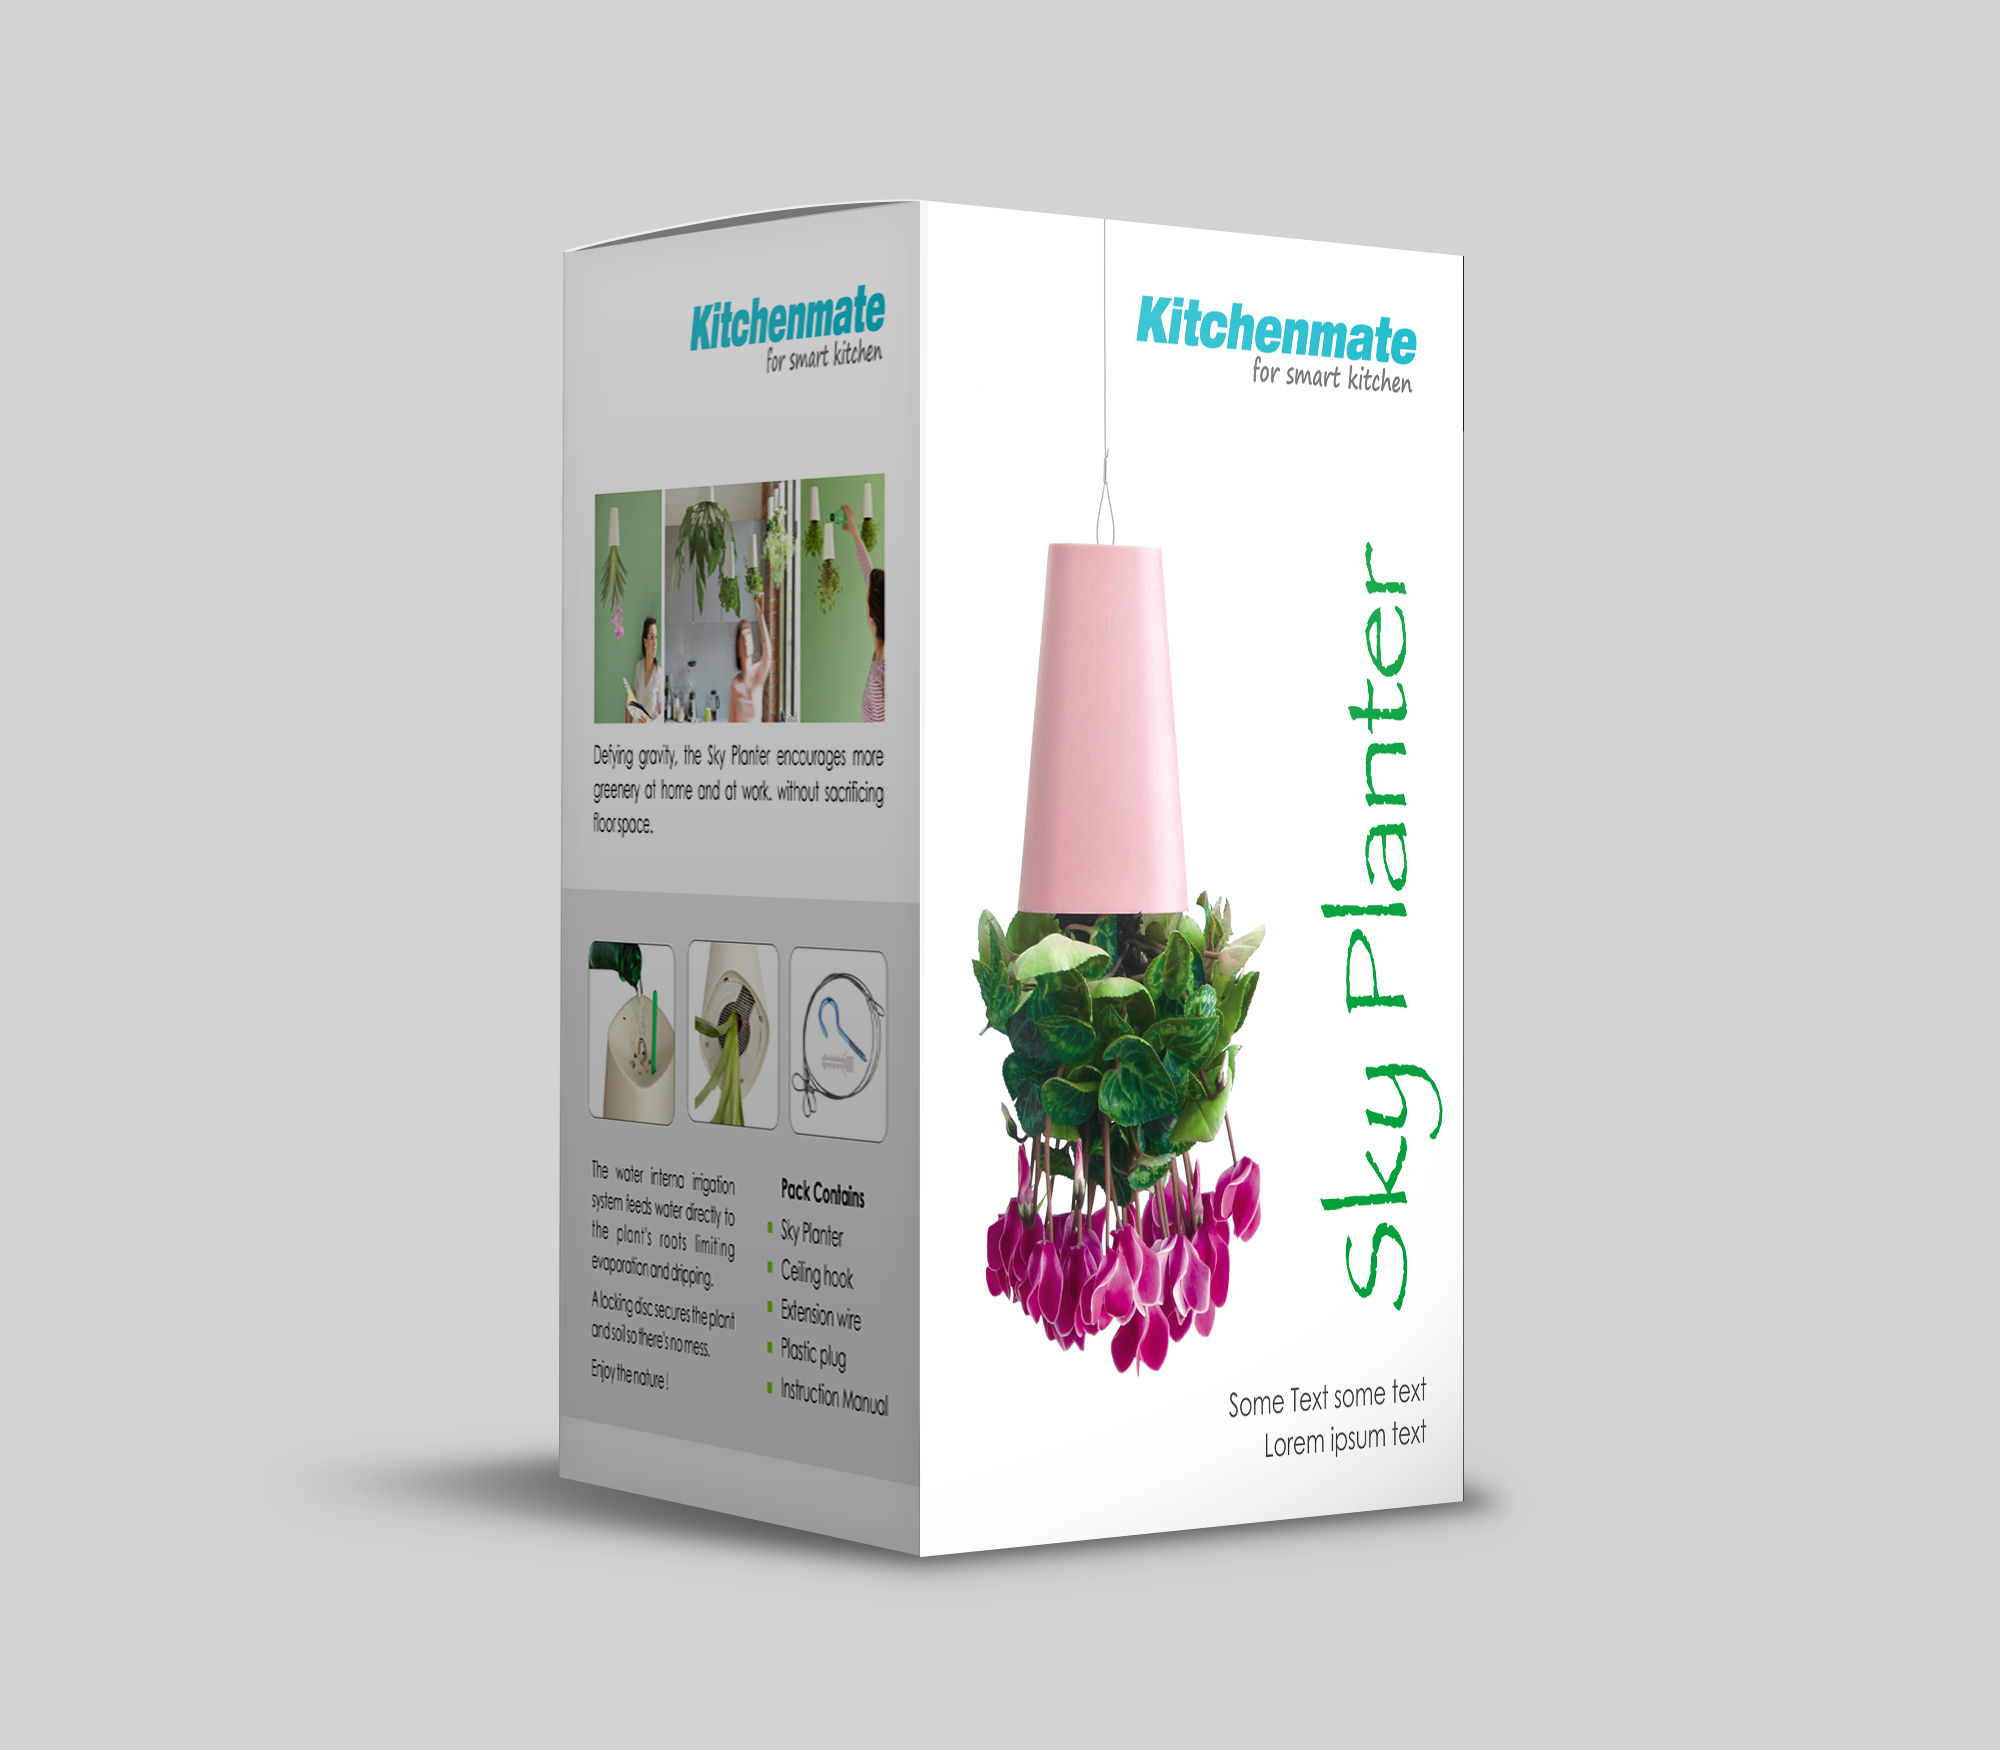 Kitchenmate
for smart kitchen
Defying gravity, the Sky Planter encourages more
greenery at home and at work. without sacrificing
floor space.
The water interna irrigation
system feeds water directly to
the plant's roots limiting
evaporation and dripping.
A locking disc secures the plant
and soil so there's no mess.
Enjoy the nature !
Pack Contains
Sky Planter
Ceiling hook
Extension wire
Plastic plug
Instruction Manual
Kitchenmate
for smart kitchen
Sky Planter
Some Text some text
Lorem ipsum text